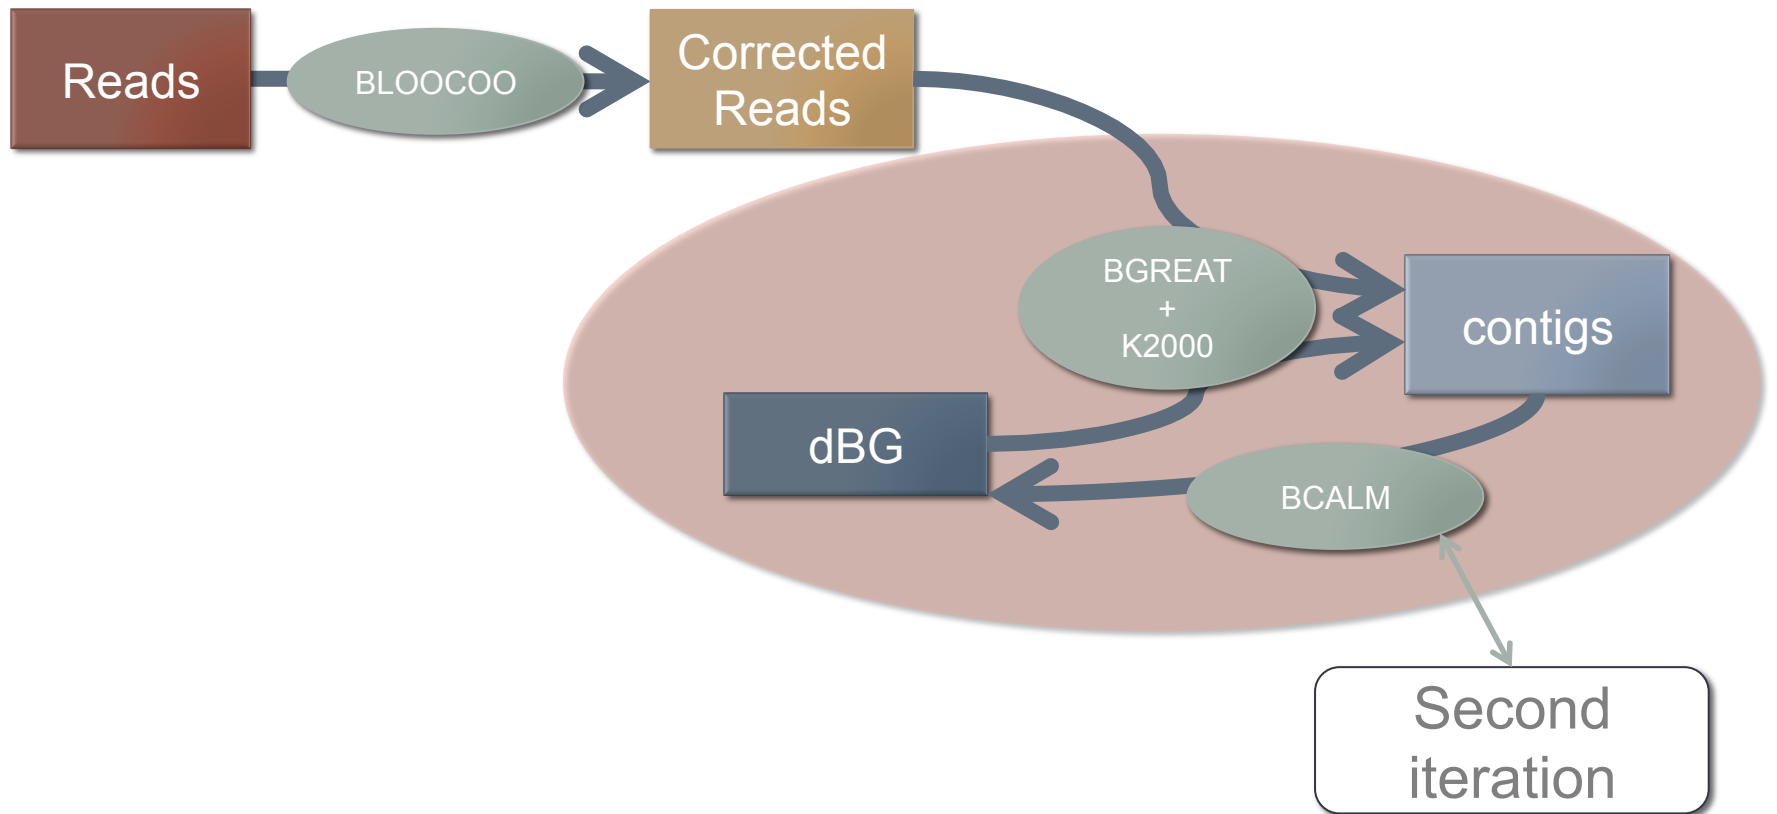 Reads
BLOOCOO
Corrected
Reads
BGREAT
+
K2000
contigs
dBG
BCALM
Second
iteration